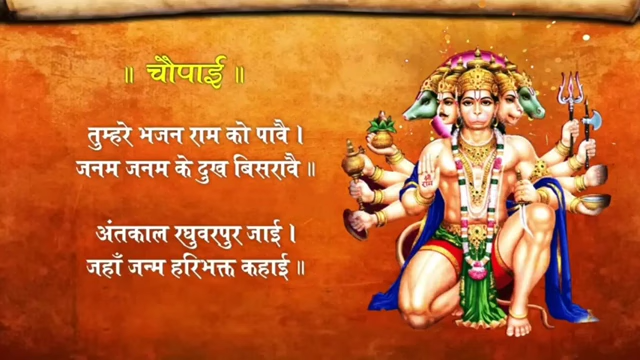 ॥ चौपाई ॥
तुम्हरे भजन राम को पावै ।
जनम जनम के दुख बिसरावै ॥
अंतकाल रघुवरपुर जाई ।
जहाँ जन्म हरिभक्त कहाई ॥
श्री
राम